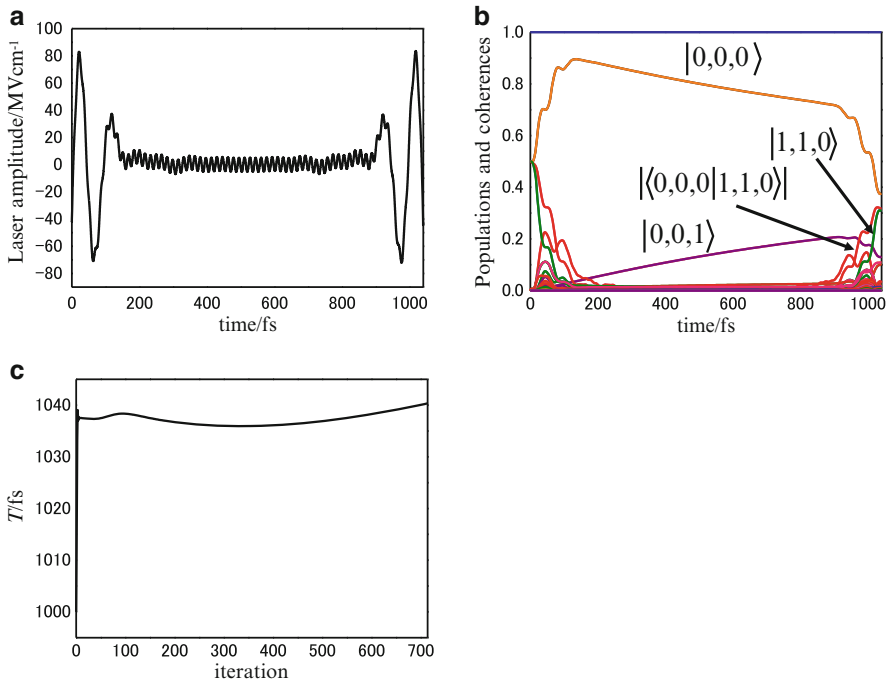 a
Laser amplitude/MVcm-1
100
80
60
40
20
0
−20
−40
−60
−80
0 200 400 600 800 1000
time/fs
b
Populations and coherences
1.0
0.8
0.6
0.4
0.2
0.0
|0,0,0⟩
|1,1,0⟩
|⟨0,0,0|1,1,0⟩|
|0,0,1⟩
0 200 400 600 800 1000
time/fs
c
T/fs
1040
1030
1020
1010
1000
0 100 200 300 400 500 600 700
iteration